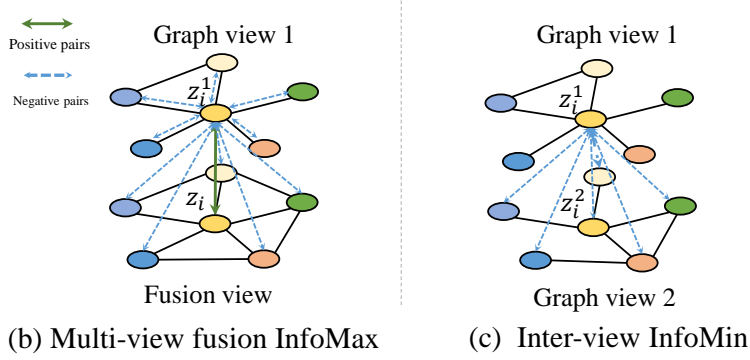 Positive pairs
Negative pairs
Graph view 1
z_i^1
z_i
Fusion view
(b) Multi-view fusion InfoMax
Graph view 1
z_i^1
z_i^2
Graph view 2
(c) Inter-view InfoMin